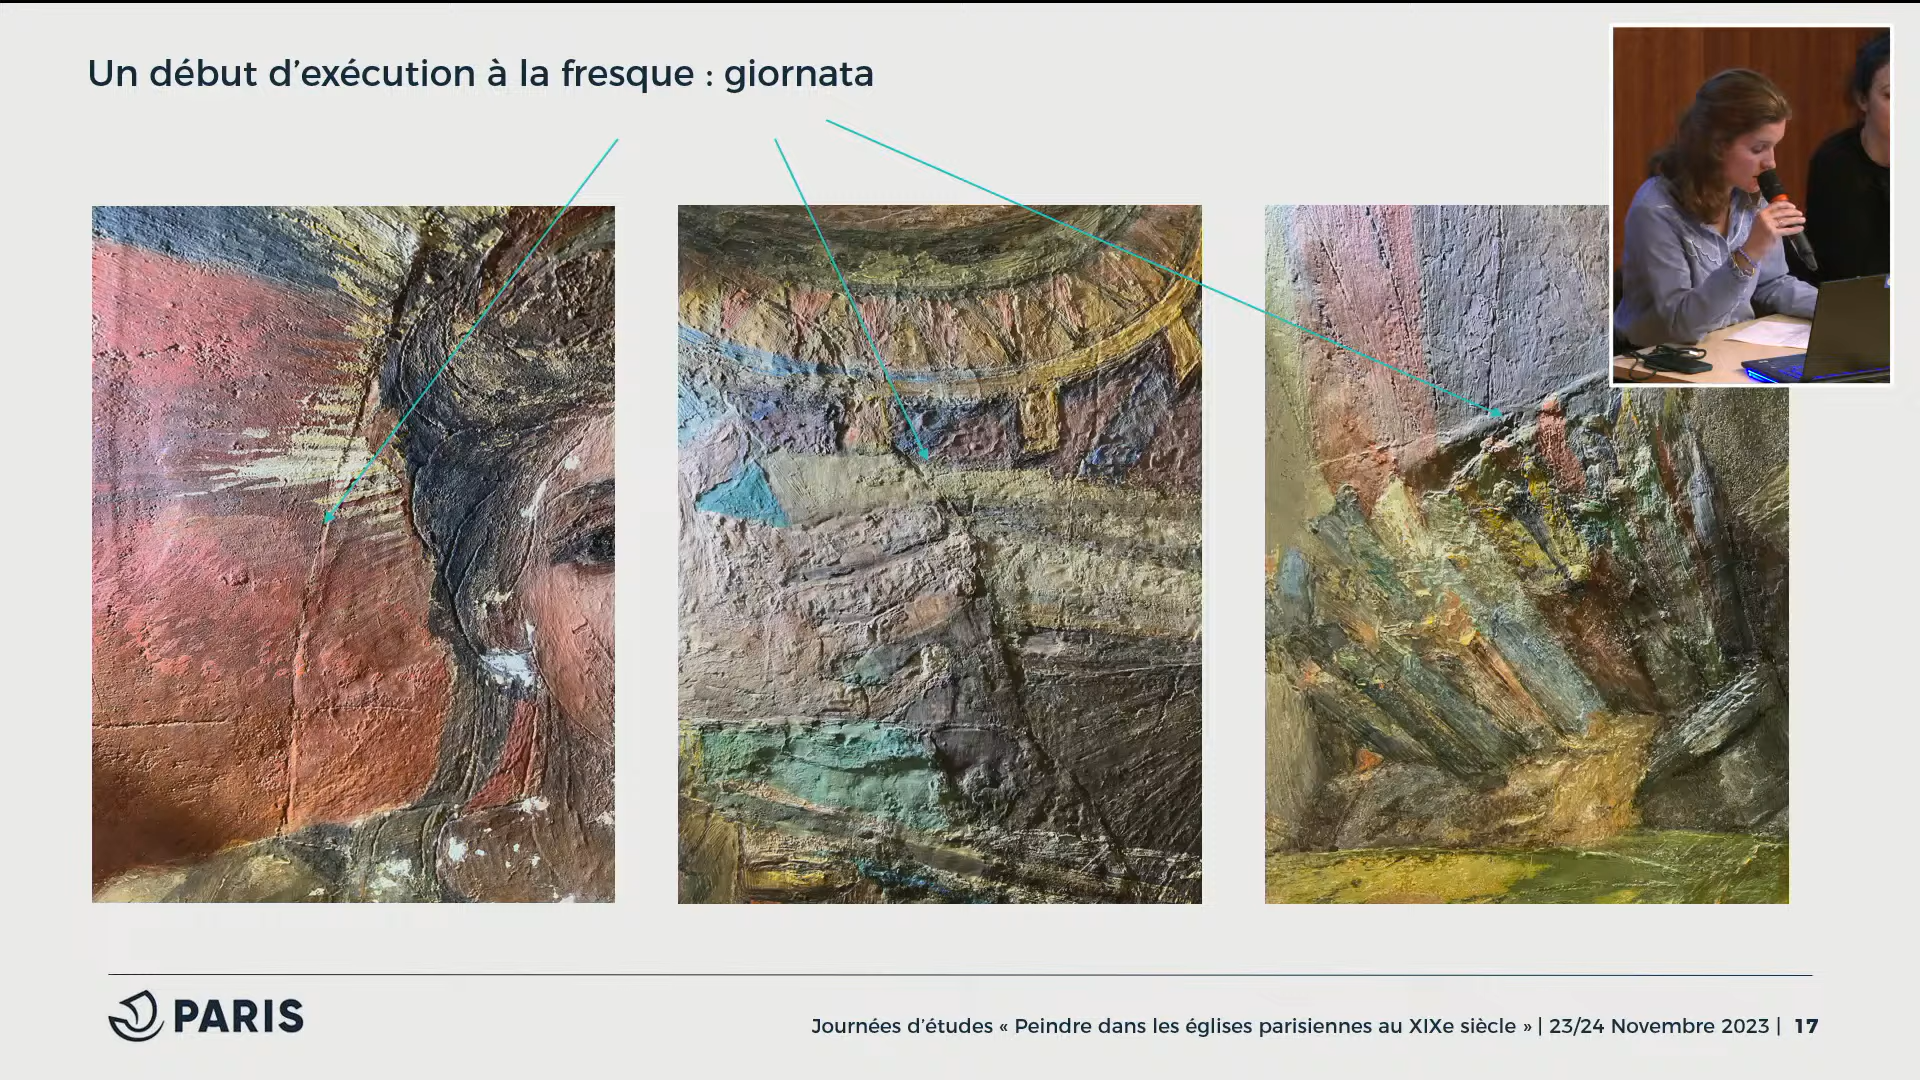 Un début d'exécution à la fresque : giornata
PARIS
Journées d'études « Peindre dans les églises parisiennes au XIXe siècle » | 23/24 Novembre 2023 | 17